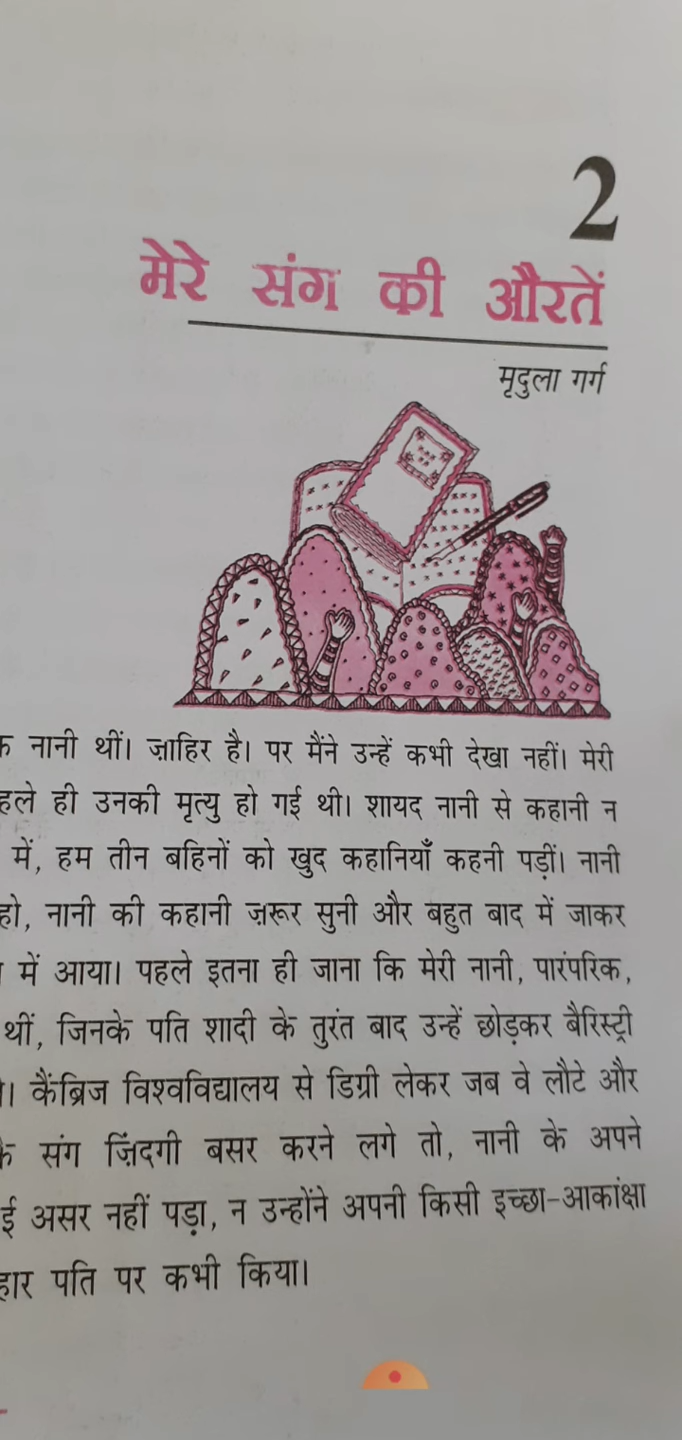 2
मेरे संग की औरतें
मृदुला गर्ग
नानी थीं। ज़ाहिर है। पर मैंने उन्हें कभी देखा नहीं। मेरी
ही उनकी मृत्यु हो गई थी। शायद नानी से कहानी न
में, हम तीन बहिनों को खुद कहानियाँ कहनी पड़ीं। नानी
हो, नानी की कहानी ज़रूर सुनी और बहुत बाद में जाकर
में आया। पहले इतना ही जाना कि मेरी नानी, पारंपरिक,
थीं, जिनके पति शादी के तुरंत बाद उन्हें छोड़कर बैरिस्ट्री
कैंब्रिज विश्वविद्यालय से डिग्री लेकर जब वे लौटे और
संग ज़िंदगी बसर करने लगे तो, नानी के अपने
असर नहीं पड़ा, न उन्होंने अपनी किसी इच्छा-आकांक्षा
पति पर कभी किया।